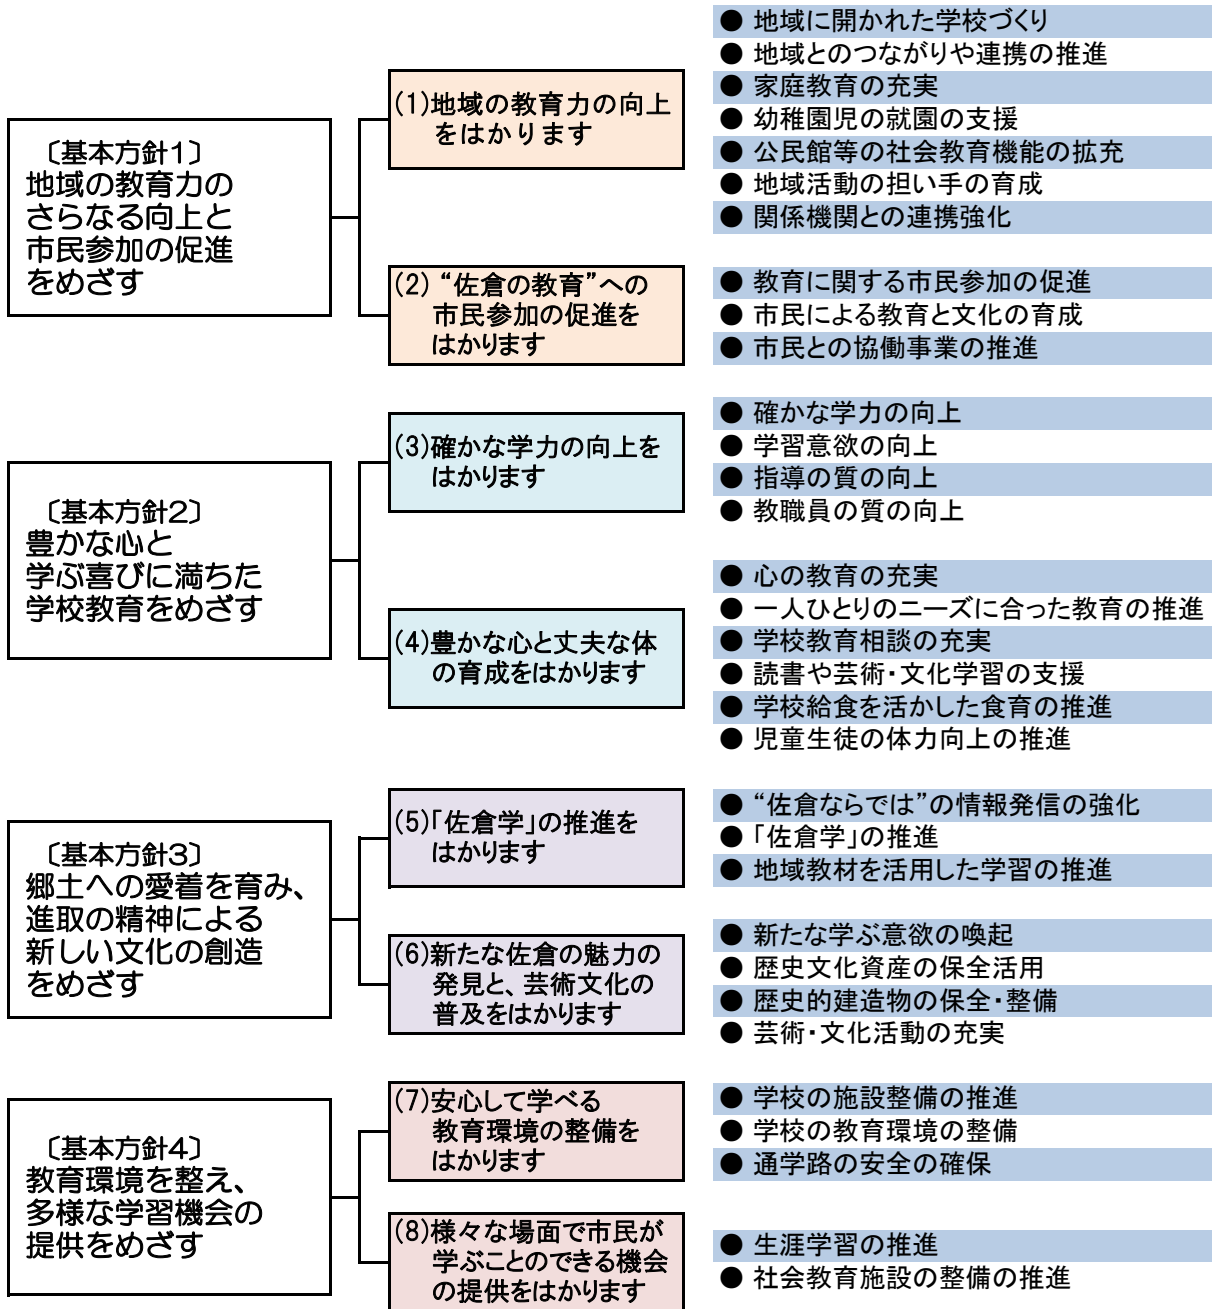 〔基本方針1〕
地域の教育力の
さらなる向上と
市民参加の促進
をめざす
(1)地域の教育力の向上
をはかります
● 地域に開かれた学校づくり
● 地域とのつながりや連携の推進
● 家庭教育の充実
● 幼稚園児の就園の支援
● 公民館等の社会教育機能の拡充
● 地域活動の担い手の育成
● 関係機関との連携強化
(2) “佐倉の教育”への
市民参加の促進を
はかります
● 教育に関する市民参加の促進
● 市民による教育と文化の育成
● 市民との協働事業の推進
〔基本方針2〕
豊かな心と
学ぶ喜びに満ちた
学校教育をめざす
(3)確かな学力の向上を
はかります
● 確かな学力の向上
● 学習意欲の向上
● 指導の質の向上
● 教職員の質の向上
(4)豊かな心と丈夫な体
の育成をはかります
● 心の教育の充実
● 一人ひとりのニーズに合った教育の推進
● 学校教育相談の充実
● 読書や芸術・文化学習の支援
● 学校給食を活かした食育の推進
● 児童生徒の体力向上の推進
〔基本方針3〕
郷土への愛着を育み、
進取の精神による
新しい文化の創造
をめざす
(5)「佐倉学」の推進を
はかります
● “佐倉ならでは”の情報発信の強化
● 「佐倉学」の推進
● 地域教材を活用した学習の推進
(6)新たな佐倉の魅力の
発見と、芸術文化の
普及をはかります
● 新たな学ぶ意欲の喚起
● 歴史文化資産の保全活用
● 歴史的建造物の保全・整備
● 芸術・文化活動の充実
〔基本方針4〕
教育環境を整え、
多様な学習機会の
提供をめざす
(7)安心して学べる
教育環境の整備を
はかります
● 学校の施設整備の推進
● 学校の教育環境の整備
● 通学路の安全の確保
(8)様々な場面で市民が
学ぶことのできる機会
の提供をはかります
● 生涯学習の推進
● 社会教育施設の整備の推進